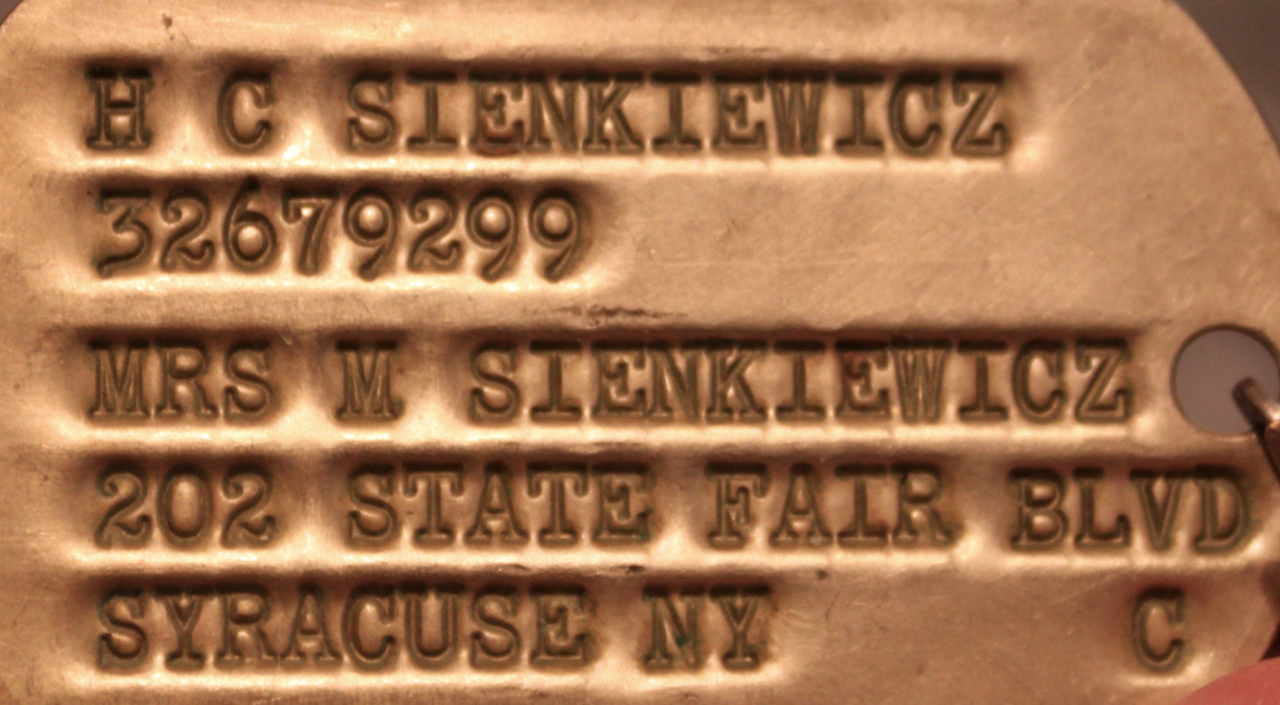 H C SIENKIEWICZ
32679299
MRS M SIENKIEWICZ
202 STATE FAIR BLVD
SYRACUSE NY C